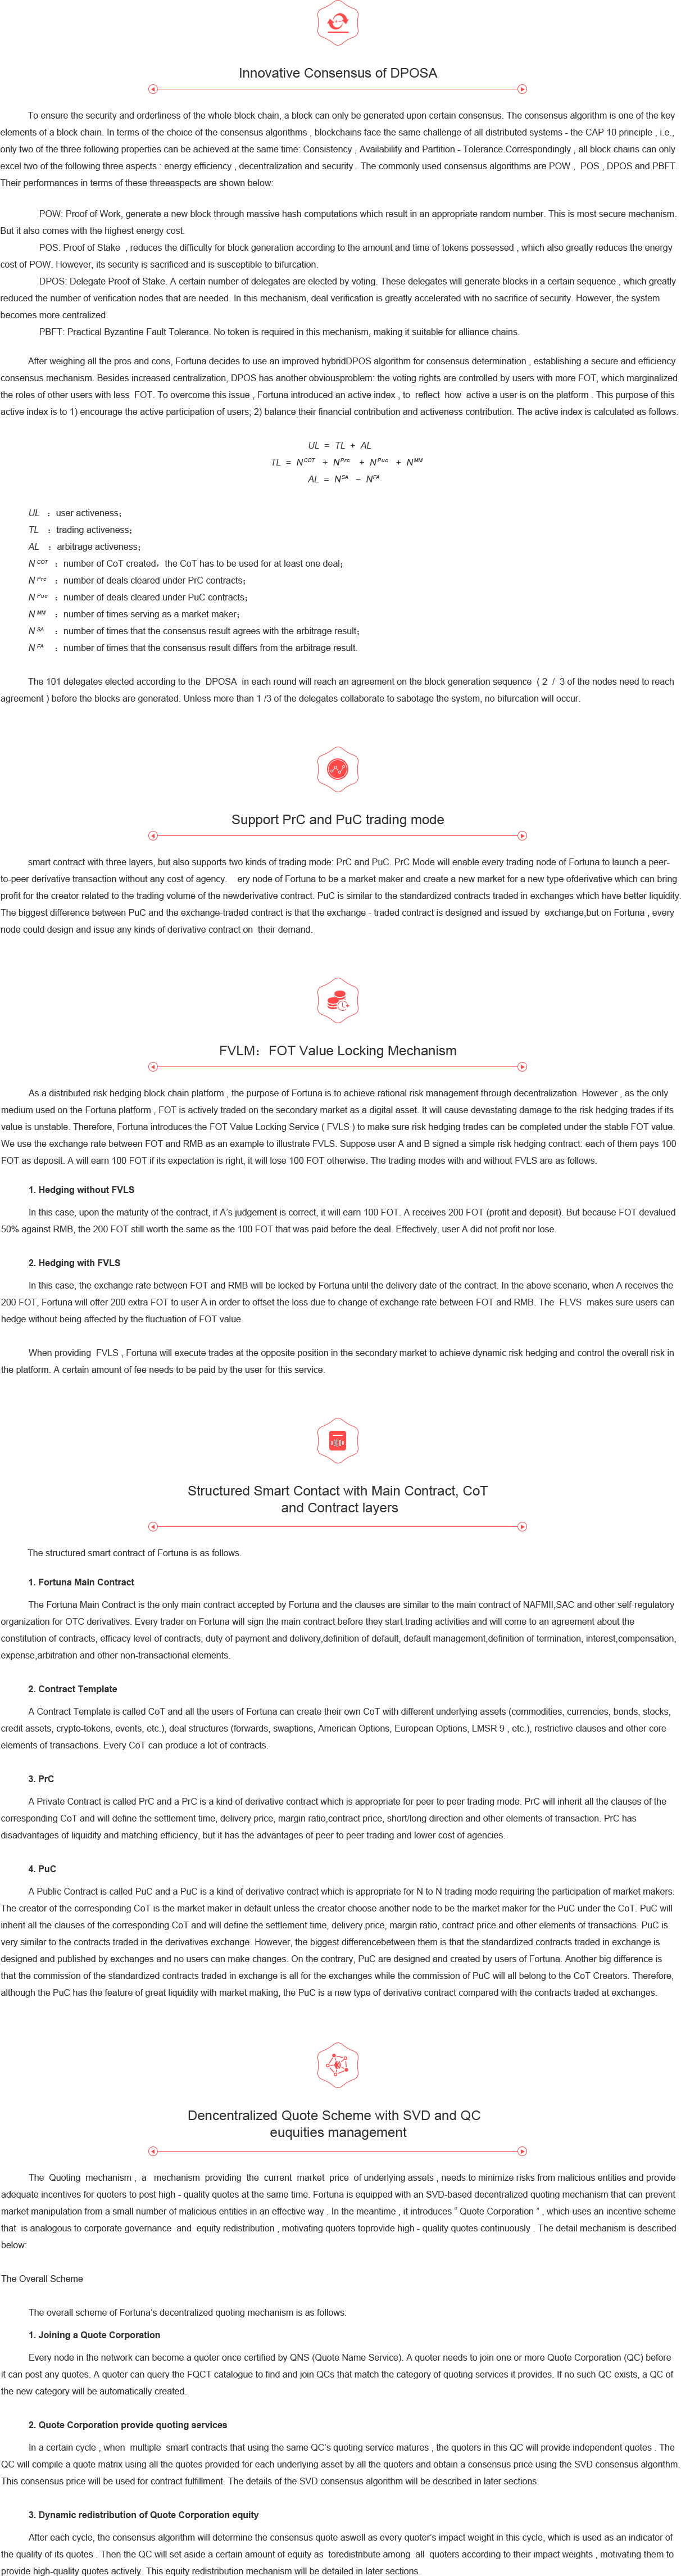 Innovative Consensus of DPOSA
To ensure the security and orderliness of the whole block chain, a block can only be generated upon certain consensus. The consensus algorithm is one of the key
elements of a block chain. In terms of the choice of the consensus algorithms , blockchains face the same challenge of all distributed systems - the CAP 10 principle , i.e.,
only two of the three following properties can be achieved at the same time: Consistency , Availability and Partition - Tolerance.Correspondingly , all block chains can only
excel two of the following three aspects : energy efficiency , decentralization and security . The commonly used consensus algorithms are POW , POS , DPOS and PBFT.
Their performances in terms of these threeaspects are shown below:
POW: Proof of Work, generate a new block through massive hash computations which result in an appropriate random number. This is most secure mechanism.
But it also comes with the highest energy cost.
POS: Proof of Stake , reduces the difficulty for block generation according to the amount and time of tokens possessed , which also greatly reduces the energy
cost of POW. However, its security is sacrificed and is susceptible to bifurcation.
DPOS: Delegate Proof of Stake. A certain number of delegates are elected by voting. These delegates will generate blocks in a certain sequence , which greatly
reduced the number of verification nodes that are needed. In this mechanism, deal verification is greatly accelerated with no sacrifice of security. However, the system
becomes more centralized.
PBFT: Practical Byzantine Fault Tolerance. No token is required in this mechanism, making it suitable for alliance chains.
After weighing all the pros and cons, Fortuna decides to use an improved hybridDPOS algorithm for consensus determination , establishing a secure and efficiency
consensus mechanism. Besides increased centralization, DPOS has another obviousproblem: the voting rights are controlled by users with more FOT, which marginalized
the roles of other users with less FOT. To overcome this issue , Fortuna introduced an active index , to reflect how active a user is on the platform . This purpose of this
active index is to 1) encourage the active participation of users; 2) balance their financial contribution and activeness contribution. The active index is calculated as follows.
UL = TL + AL
TL = N^COT + N^Prc + N^Puc + N^MM
AL = N^SA − N^FA
UL ：user activeness；
TL ：trading activeness；
AL ：arbitrage activeness；
N COT ：number of CoT created，the CoT has to be used for at least one deal；
N Prc ：number of deals cleared under PrC contracts；
N Puc ：number of deals cleared under PuC contracts；
N MM ：number of times serving as a market maker；
N SA ：number of times that the consensus result agrees with the arbitrage result；
N FA ：number of times that the consensus result differs from the arbitrage result.
The 101 delegates elected according to the DPOSA in each round will reach an agreement on the block generation sequence ( 2 / 3 of the nodes need to reach
agreement ) before the blocks are generated. Unless more than 1 /3 of the delegates collaborate to sabotage the system, no bifurcation will occur.
Support PrC and PuC trading mode
smart contract with three layers, but also supports two kinds of trading mode: PrC and PuC. PrC Mode will enable every trading node of Fortuna to launch a peer-
to-peer derivative transaction without any cost of agency. ery node of Fortuna to be a market maker and create a new market for a new type ofderivative which can bring
profit for the creator related to the trading volume of the newderivative contract. PuC is similar to the standardized contracts traded in exchanges which have better liquidity.
The biggest difference between PuC and the exchange-traded contract is that the exchange - traded contract is designed and issued by exchange,but on Fortuna , every
node could design and issue any kinds of derivative contract on their demand.
FVLM：FOT Value Locking Mechanism
As a distributed risk hedging block chain platform , the purpose of Fortuna is to achieve rational risk management through decentralization. However , as the only
medium used on the Fortuna platform , FOT is actively traded on the secondary market as a digital asset. It will cause devastating damage to the risk hedging trades if its
value is unstable. Therefore, Fortuna introduces the FOT Value Locking Service ( FVLS ) to make sure risk hedging trades can be completed under the stable FOT value.
We use the exchange rate between FOT and RMB as an example to illustrate FVLS. Suppose user A and B signed a simple risk hedging contract: each of them pays 100
FOT as deposit. A will earn 100 FOT if its expectation is right, it will lose 100 FOT otherwise. The trading modes with and without FVLS are as follows.
1. Hedging without FVLS
In this case, upon the maturity of the contract, if A's judgement is correct, it will earn 100 FOT. A receives 200 FOT (profit and deposit). But because FOT devalued
50% against RMB, the 200 FOT still worth the same as the 100 FOT that was paid before the deal. Effectively, user A did not profit nor lose.
2. Hedging with FVLS
In this case, the exchange rate between FOT and RMB will be locked by Fortuna until the delivery date of the contract. In the above scenario, when A receives the
200 FOT, Fortuna will offer 200 extra FOT to user A in order to offset the loss due to change of exchange rate between FOT and RMB. The FLVS makes sure users can
hedge without being affected by the fluctuation of FOT value.
When providing FVLS , Fortuna will execute trades at the opposite position in the secondary market to achieve dynamic risk hedging and control the overall risk in
the platform. A certain amount of fee needs to be paid by the user for this service.
Structured Smart Contact with Main Contract, CoT
and Contract layers
The structured smart contract of Fortuna is as follows.
1. Fortuna Main Contract
The Fortuna Main Contract is the only main contract accepted by Fortuna and the clauses are similar to the main contract of NAFMII,SAC and other self-regulatory
organization for OTC derivatives. Every trader on Fortuna will sign the main contract before they start trading activities and will come to an agreement about the
constitution of contracts, efficacy level of contracts, duty of payment and delivery,definition of default, default management,definition of termination, interest,compensation,
expense,arbitration and other non-transactional elements.
2. Contract Template
A Contract Template is called CoT and all the users of Fortuna can create their own CoT with different underlying assets (commodities, currencies, bonds, stocks,
credit assets, crypto-tokens, events, etc.), deal structures (forwards, swaptions, American Options, European Options, LMSR 9 , etc.), restrictive clauses and other core
elements of transactions. Every CoT can produce a lot of contracts.
3. PrC
A Private Contract is called PrC and a PrC is a kind of derivative contract which is appropriate for peer to peer trading mode. PrC will inherit all the clauses of the
corresponding CoT and will define the settlement time, delivery price, margin ratio,contract price, short/long direction and other elements of transaction. PrC has
disadvantages of liquidity and matching efficiency, but it has the advantages of peer to peer trading and lower cost of agencies.
4. PuC
A Public Contract is called PuC and a PuC is a kind of derivative contract which is appropriate for N to N trading mode requiring the participation of market makers.
The creator of the corresponding CoT is the market maker in default unless the creator choose another node to be the market maker for the PuC under the CoT. PuC will
inherit all the clauses of the corresponding CoT and will define the settlement time, delivery price, margin ratio, contract price and other elements of transactions. PuC is
very similar to the contracts traded in the derivatives exchange. However, the biggest differencebetween them is that the standardized contracts traded in exchange is
designed and published by exchanges and no users can make changes. On the contrary, PuC are designed and created by users of Fortuna. Another big difference is
that the commission of the standardized contracts traded in exchange is all for the exchanges while the commission of PuC will all belong to the CoT Creators. Therefore,
although the PuC has the feature of great liquidity with market making, the PuC is a new type of derivative contract compared with the contracts traded at exchanges.
Dencentralized Quote Scheme with SVD and QC
euquities management
The Quoting mechanism , a mechanism providing the current market price of underlying assets , needs to minimize risks from malicious entities and provide
adequate incentives for quoters to post high - quality quotes at the same time. Fortuna is equipped with an SVD-based decentralized quoting mechanism that can prevent
market manipulation from a small number of malicious entities in an effective way . In the meantime , it introduces “ Quote Corporation “ , which uses an incentive scheme
that is analogous to corporate governance and equity redistribution , motivating quoters toprovide high - quality quotes continuously . The detail mechanism is described
below:
The Overall Scheme
The overall scheme of Fortuna's decentralized quoting mechanism is as follows:
1. Joining a Quote Corporation
Every node in the network can become a quoter once certified by QNS (Quote Name Service). A quoter needs to join one or more Quote Corporation (QC) before
it can post any quotes. A quotor can query the FQCT catalogue to find and join QCs that match the category of quoting services it provides. If no such QC exists, a QC of
the new category will be automatically created.
2. Quote Corporation provide quoting services
In a certain cycle , when multiple smart contracts that using the same QC's quoting service matures , the quoters in this QC will provide independent quotes . The
QC will compile a quote matrix using all the quotes provided for each underlying asset by all the quoters and obtain a consensus price using the SVD consensus algorithm.
This consensus price will be used for contract fulfillment. The details of the SVD consensus algorithm will be described in later sections.
3. Dynamic redistribution of Quote Corporation equity
After each cycle, the consensus algorithm will determine the consensus quote aswell as every quoter's impact weight in this cycle, which is used as an indicator of
the quality of its quotes . Then the QC will set aside a certain amount of equity as toredistribute among all quoters according to their impact weights , motivating them to
provide high-quality quotes actively. This equity redistribution mechanism will be detailed in later sections.